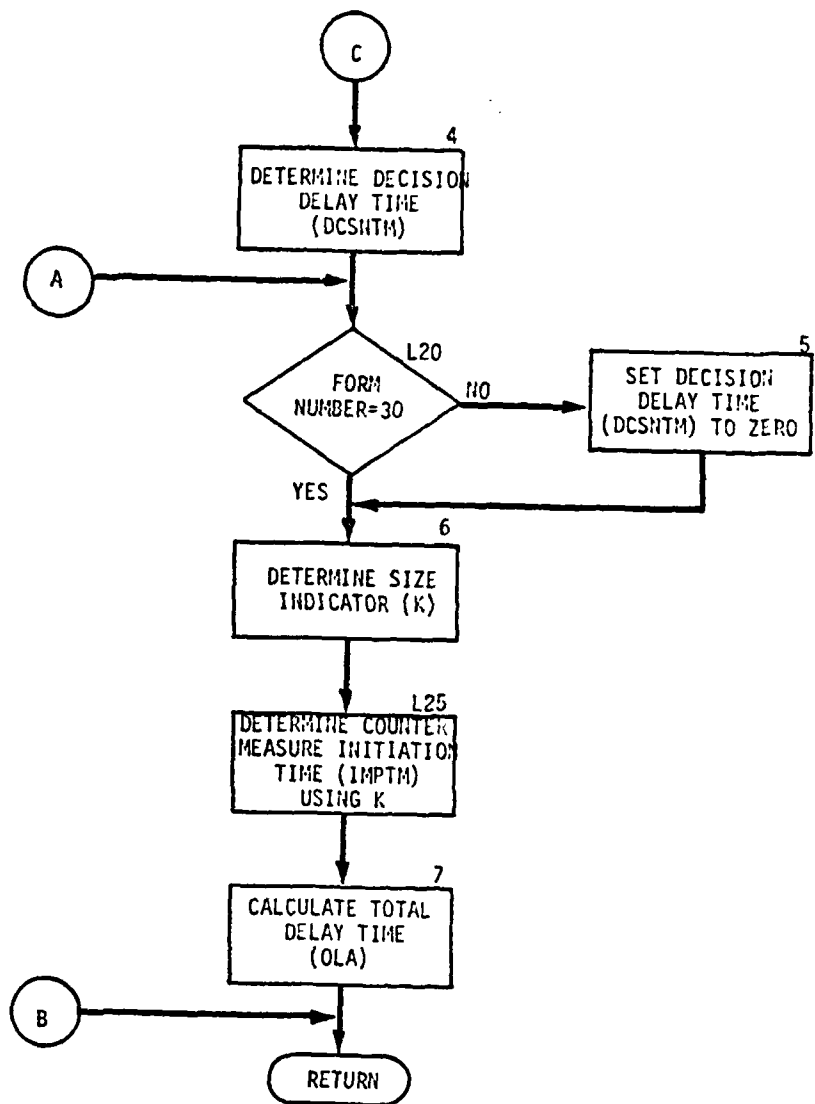 C
4
DETERMINE DECISION
DELAY TIME
(DCSNTM)
A
L20
FORM
NUMBER=30
NO
5
SET DECISION
DELAY TIME
(DCSNTM) TO ZERO
YES
6
DETERMINE SIZE
INDICATOR (K)
L25
DETERMINE COUNTER
MEASURE INITIATION
TIME (IMPTM)
USING K
7
CALCULATE TOTAL
DELAY TIME
(OLA)
B
RETURN